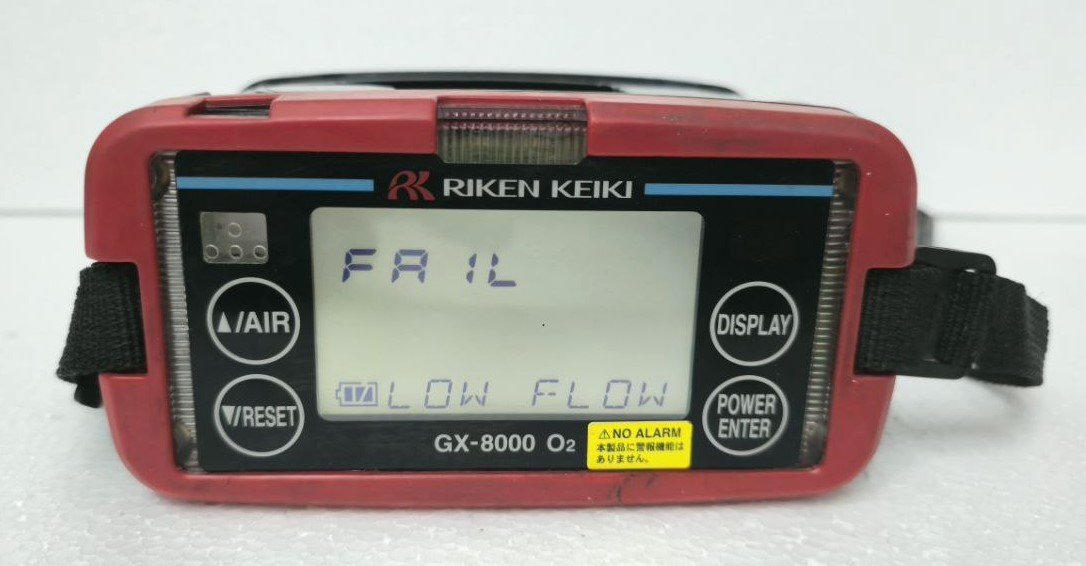 RIKEN KEIKI
FAIL
▲/AIR
DISPLAY
▼/RESET
LOW FLOW
POWER
ENTER
GX-8000 O2
⚠NO ALARM
本製品に警報機能は
ありません。